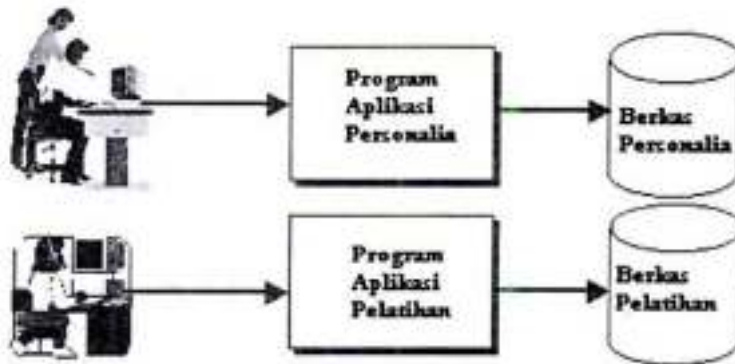 Program
Aplikasi
Personalia
Berkas
Personalia
Program
Aplikasi
Pelatihan
Berkas
Pelatihan